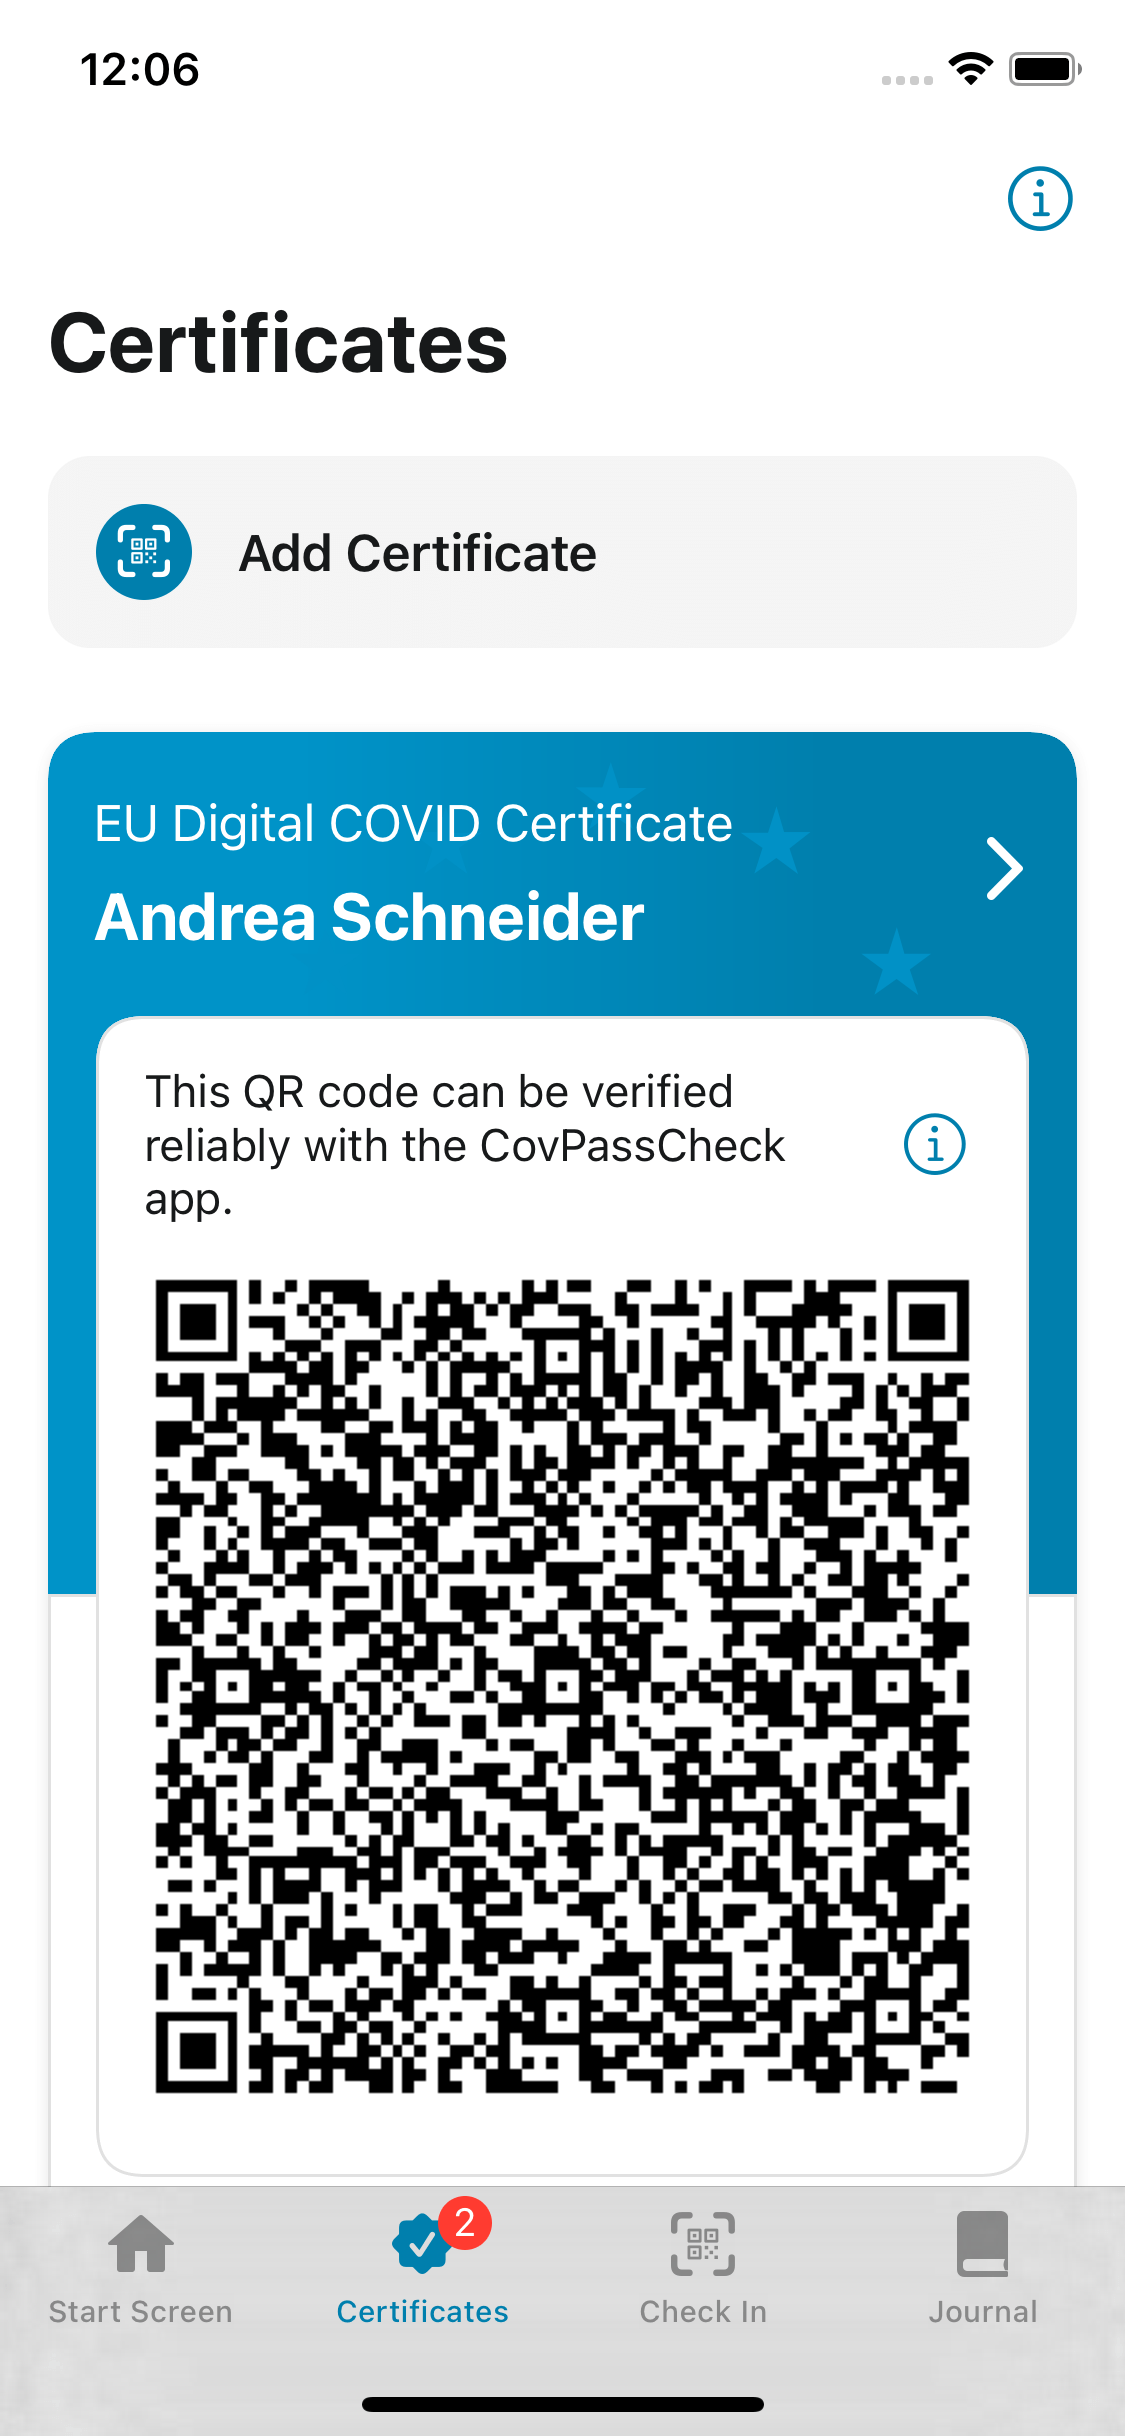 12:06
Certificates
Add Certificate
EU Digital COVID Certificate
Andrea Schneider
This QR code can be verified
reliably with the CovPassCheck
app.
2
Start Screen
Certificates
Check In
Journal